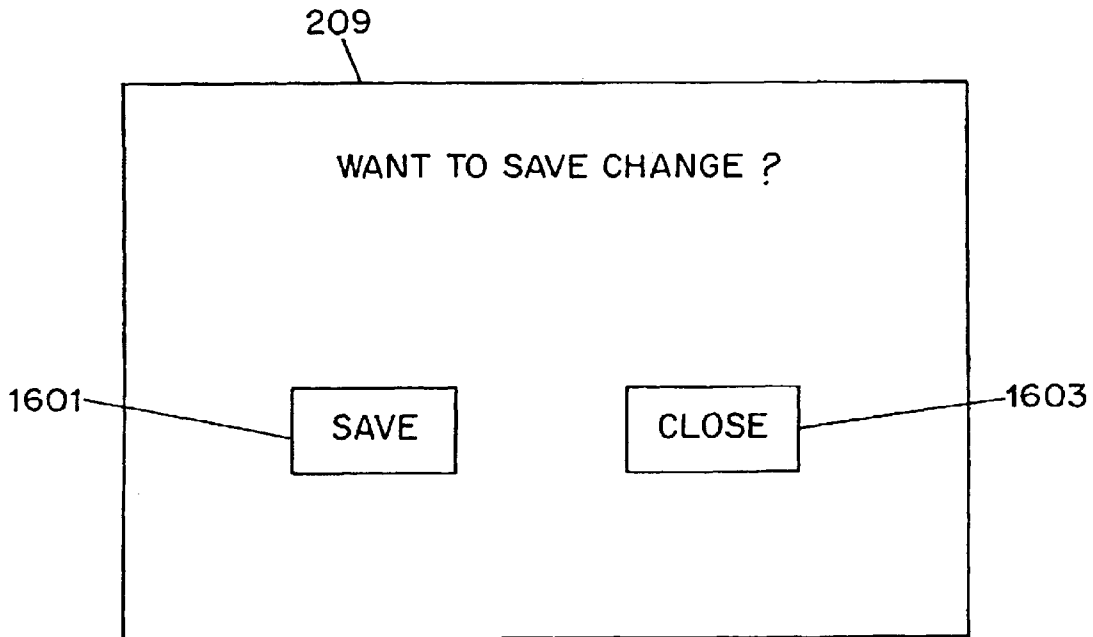 209
WANT TO SAVE CHANGE ?
1601
SAVE
CLOSE
1603